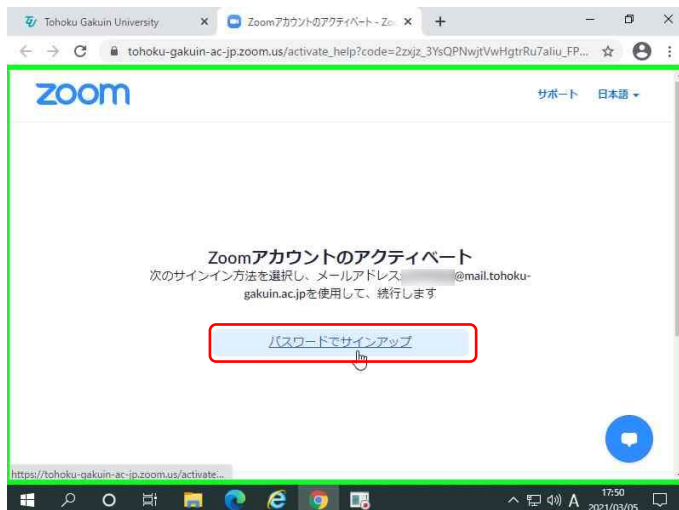 Tohoku Gakuin University
Zoomアカウントのアクティベート - Zo
tohoku-gakuin-ac-jp.zoom.us/activate_help?code=2zxjz_3YsQPNwjtVwHgtrRu7aliu_FP...
zoom
サポート 日本語
Zoomアカウントのアクティベート
次のサインイン方法を選択し、メールアドレス @mail.tohoku-
gakuin.ac.jpを使用して、続行します
パスワードでサインアップ
https://tohoku-gakuin-ac-jp.zoom.us/activate...
A
17:50
2021/03/05